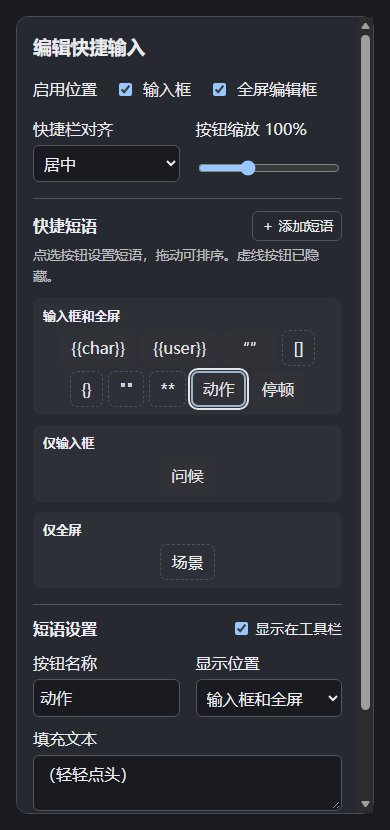 编辑快捷输入
启用位置 输入框 全屏编辑框
快捷栏对齐 按钮缩放 100%
居中
快捷短语 + 添加短语
点选按钮设置短语，拖动可排序。虚线按钮已隐
藏。
输入框和全屏
{{char}} {{user}} “” []
{} "" ** 动作 停顿
仅输入框
问候
仅全屏
场景
短语设置 显示在工具栏
按钮名称 显示位置
动作 输入框和全屏
填充文本
（轻轻点头）